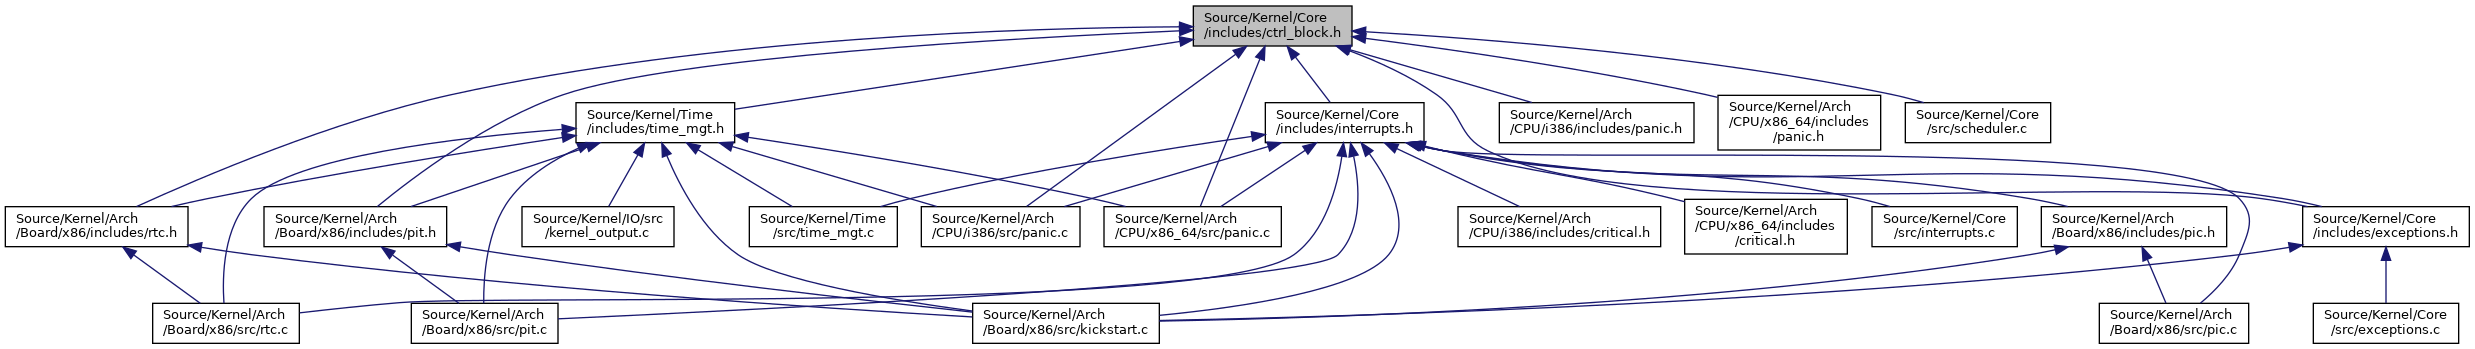 Source/Kernel/Core
/includes/ctrl_block.h
Source/Kernel/Time
/includes/time_mgt.h
Source/Kernel/Core
/includes/interrupts.h
Source/Kernel/Arch
/CPU/i386/includes/panic.h
Source/Kernel/Arch
/CPU/x86_64/includes
/panic.h
Source/Kernel/Core
/src/scheduler.c
Source/Kernel/Arch
/Board/x86/includes/rtc.h
Source/Kernel/Arch
/Board/x86/includes/pit.h
Source/Kernel/IO/src
/kernel_output.c
Source/Kernel/Time
/src/time_mgt.c
Source/Kernel/Arch
/CPU/i386/src/panic.c
Source/Kernel/Arch
/CPU/x86_64/src/panic.c
Source/Kernel/Arch
/CPU/i386/includes/critical.h
Source/Kernel/Arch
/CPU/x86_64/includes
/critical.h
Source/Kernel/Core
/src/interrupts.c
Source/Kernel/Arch
/Board/x86/includes/pic.h
Source/Kernel/Core
/includes/exceptions.h
Source/Kernel/Arch
/Board/x86/src/rtc.c
Source/Kernel/Arch
/Board/x86/src/pit.c
Source/Kernel/Arch
/Board/x86/src/kickstart.c
Source/Kernel/Arch
/Board/x86/src/pic.c
Source/Kernel/Core
/src/exceptions.c